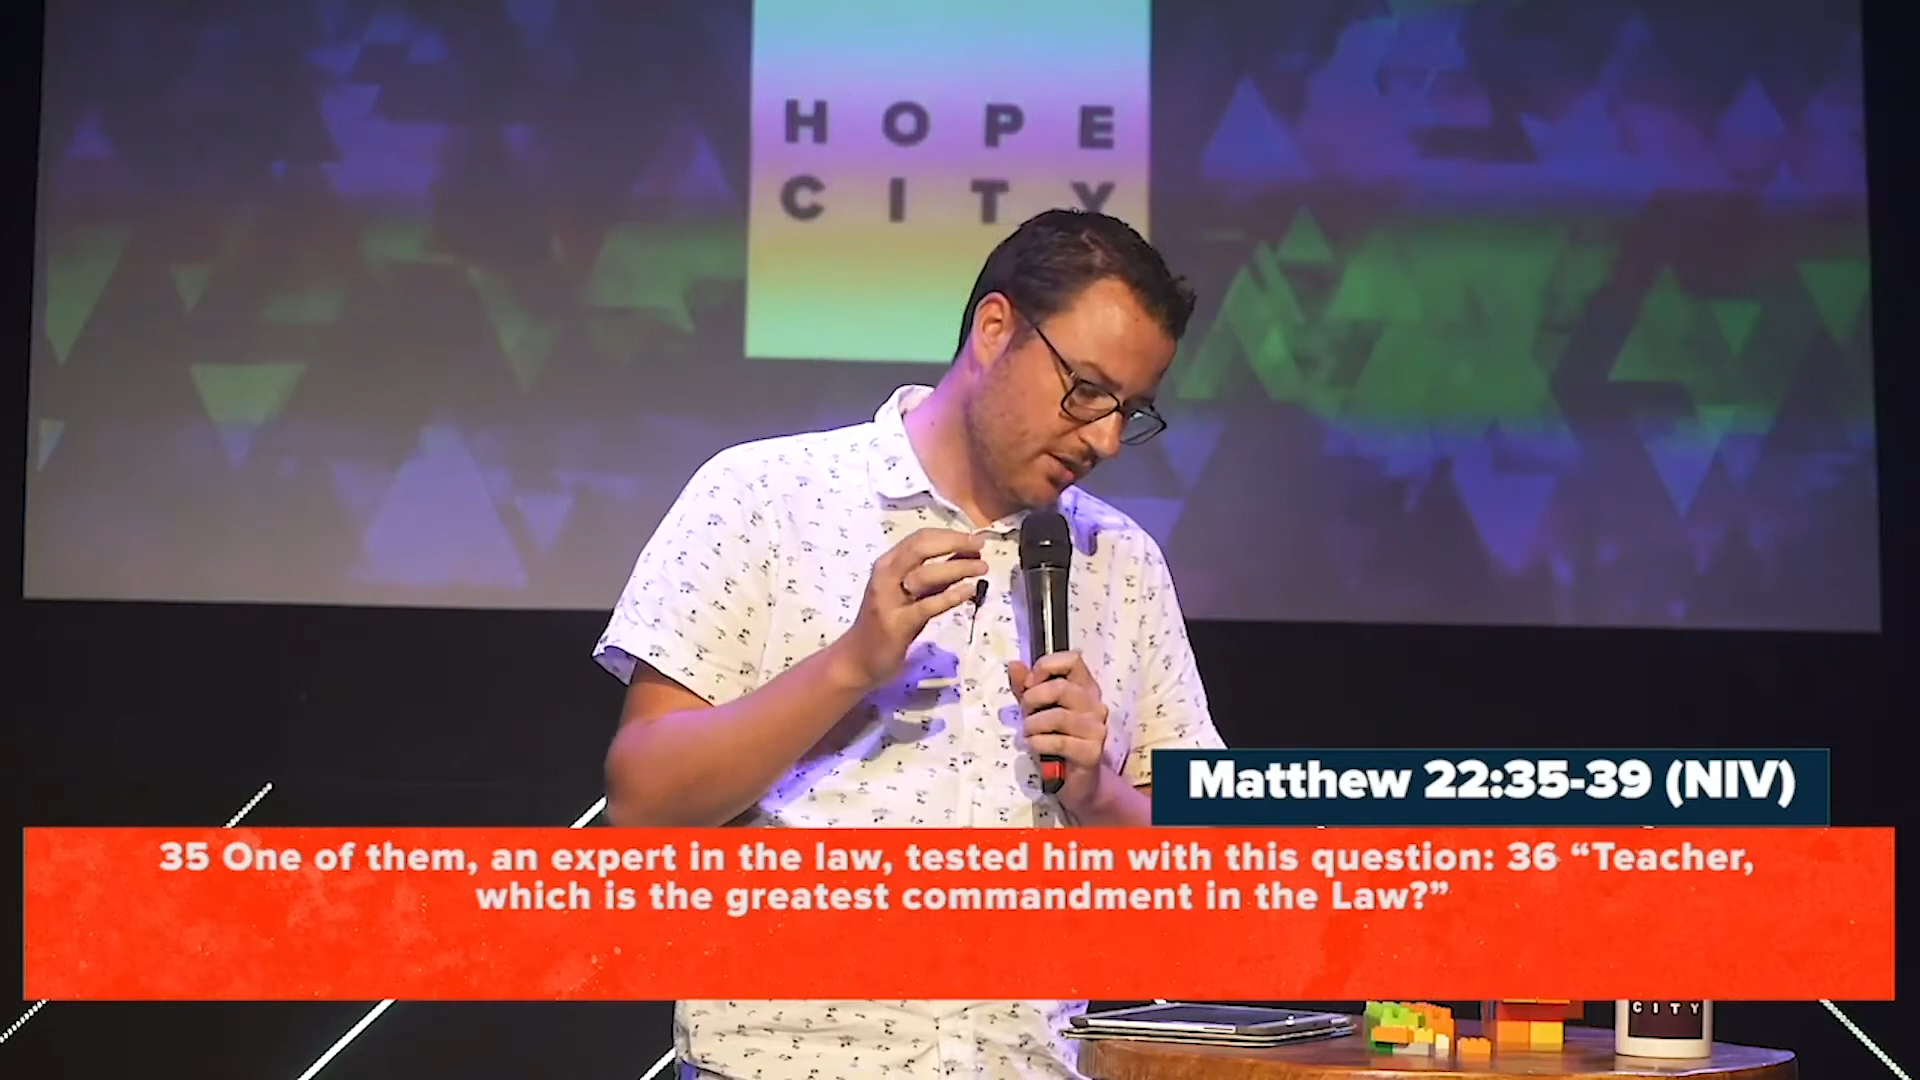 HOPE
CITY
Matthew 22:35-39 (NIV)
35 One of them, an expert in the law, tested him with this question: 36 “Teacher,
which is the greatest commandment in the Law?”
CITY